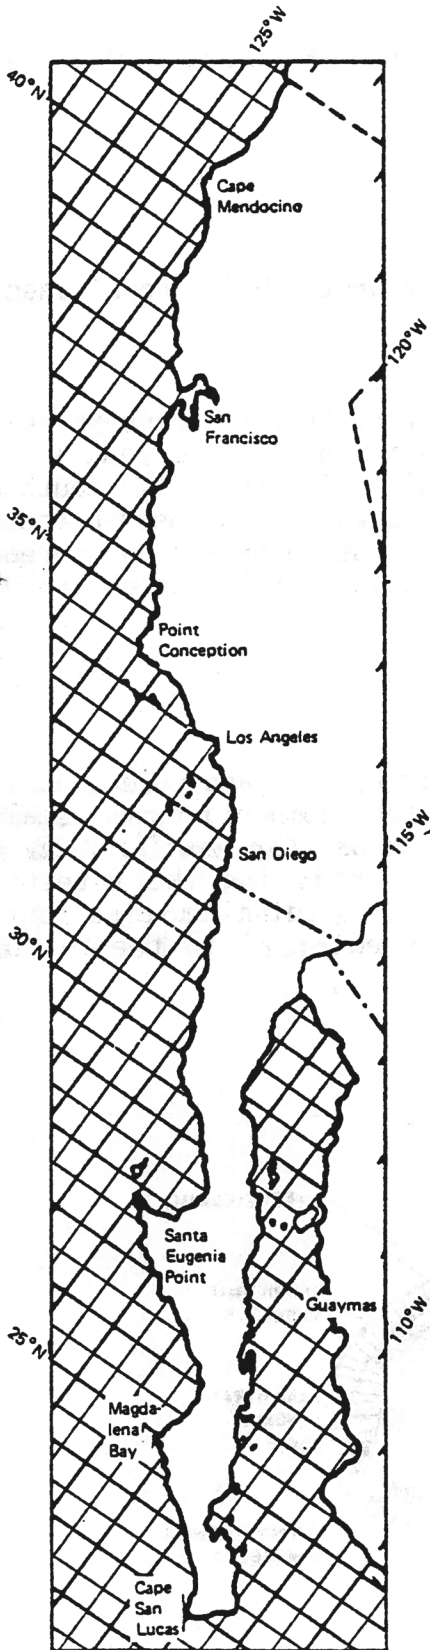 125°W
40°N
Cape
Mendocino
120°W
San
Francisco
35°N
Point
Conception
Los Angeles
115°W
San Diego
30°N
Santa
Eugenia
Point
Guaymas
110°W
25°N
Magda-
lena
Bay
Cape
San
Lucas